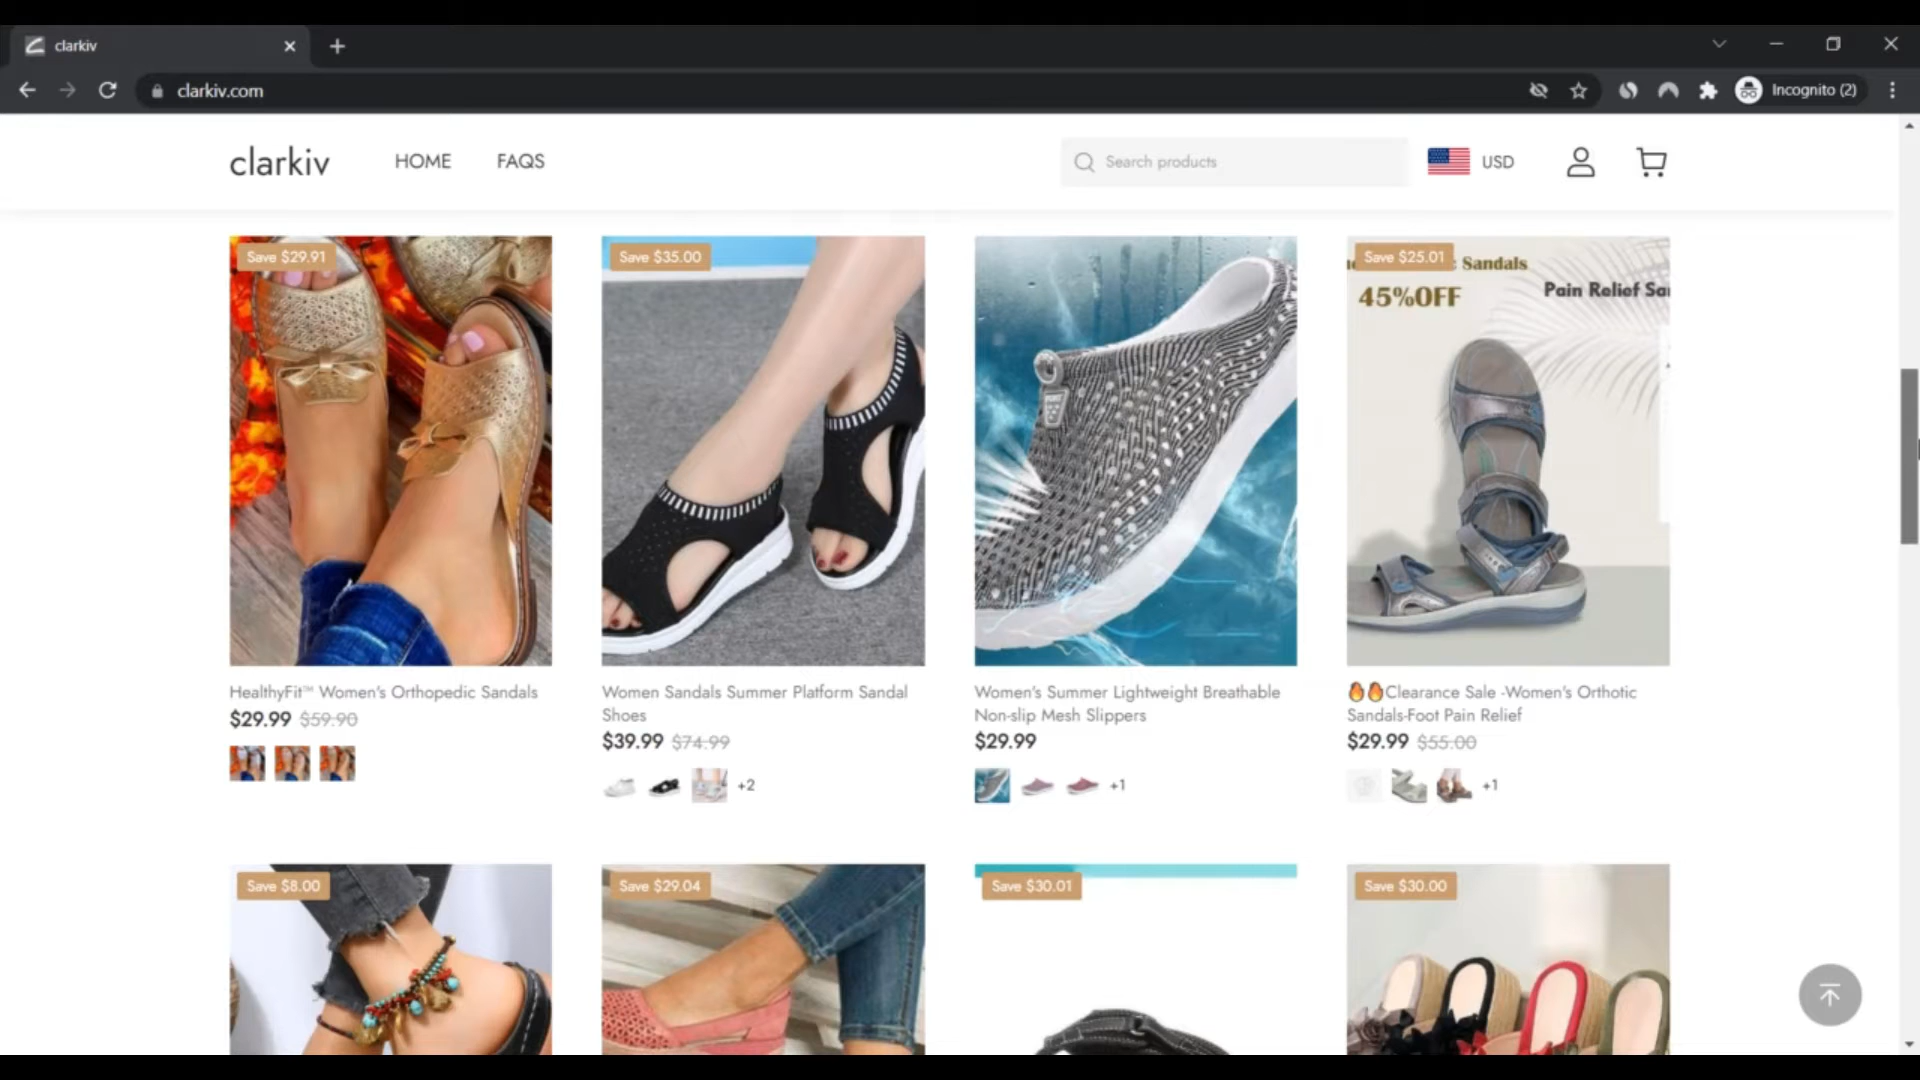 clarkiv
clarkiv.com
Incognito (2)
clarkiv
HOME
FAQS
Search products
USD
Save $29.91
Save $35.00
Save $25.01
Sandals
45%OFF
Pain Relief
HealthyFit™ Women's Orthopedic Sandals
$29.99 $59.90
Women Sandals Summer Platform Sandal
Shoes
$39.99 $74.99
+2
Women's Summer Lightweight Breathable
Non-slip Mesh Slippers
$29.99
+1
🔥🔥Clearance Sale -Women's Orthotic
Sandals-Foot Pain Relief
$29.99 $55.00
+1
Save $8.00
Save $29.04
Save $30.01
Save $30.00